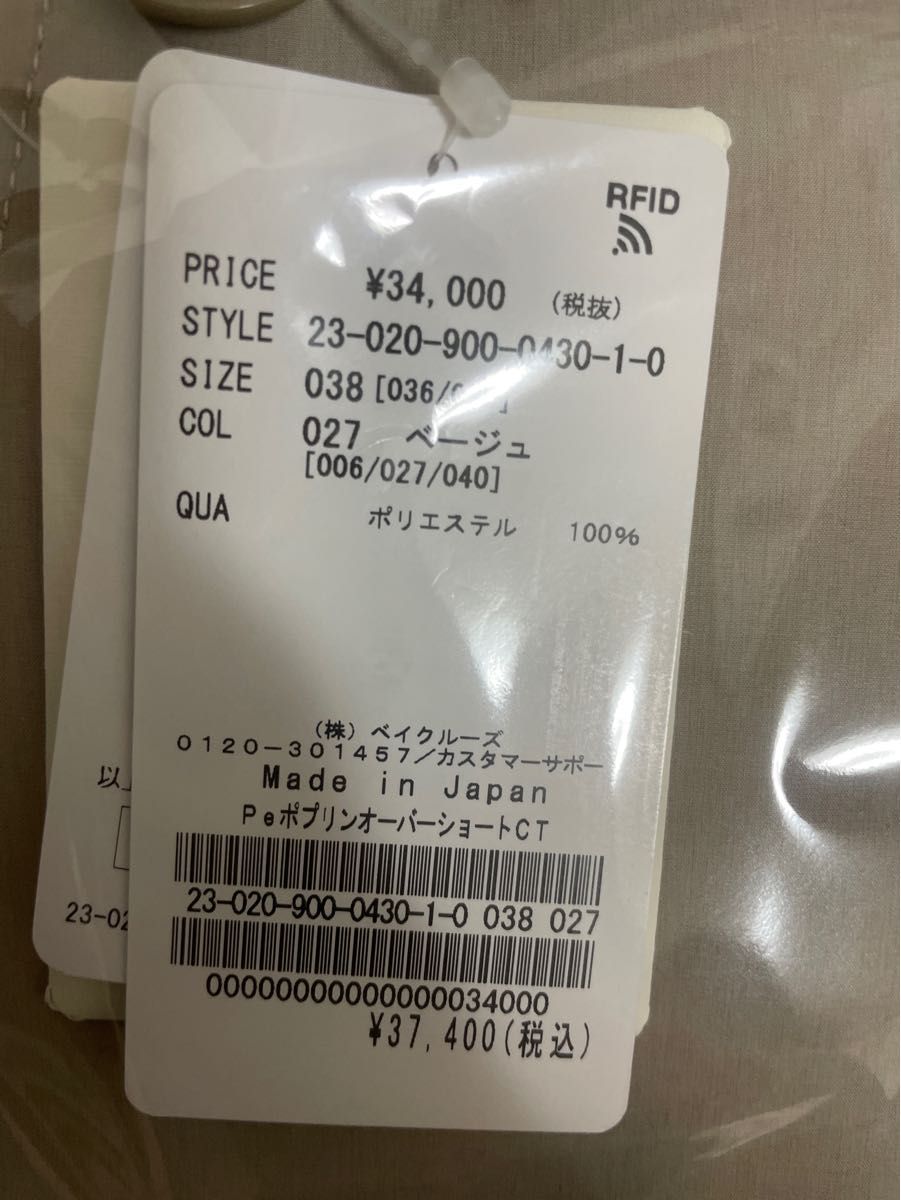 RFID
PRICE ¥34,000 (税抜)
STYLE 23-020-900-0430-1-0
SIZE 038 [036/
COL 027 ベージュ
[006/027/040]
QUA ポリエステル 100%
(株)ベイクルーズ
0120-301457/カスタマーサポー
Made in Japan
PeポプリンオーバーショートCT
23-020-900-0430-1-0 038 027
00000000000000034000
¥37,400(税込)
以上
23-02